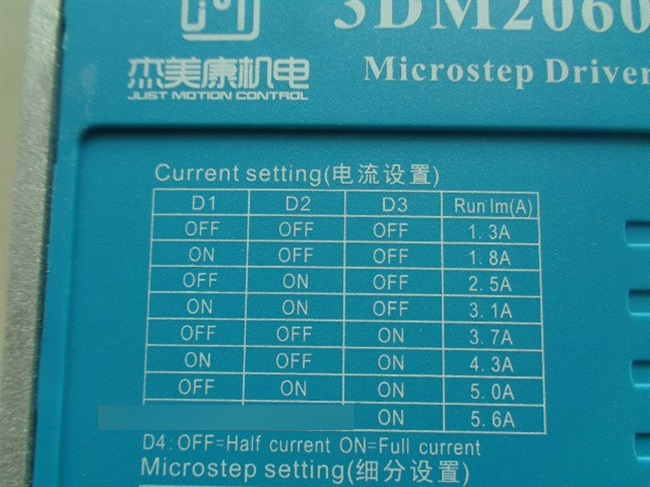 3DM2060
杰美康机电
JUST MOTION CONTROL
Microstep Driver
Current setting(电流设置)
D1 D2 D3 Run Im(A)
OFF OFF OFF 1. 3A
ON OFF OFF 1. 8A
OFF ON OFF 2. 5A
ON ON OFF 3. 1A
OFF OFF ON 3. 7A
ON OFF ON 4. 3A
OFF ON ON 5. 0A
ON 5. 6A
D4: OFF=Half current ON=Full current
Microstep setting(细分设置)